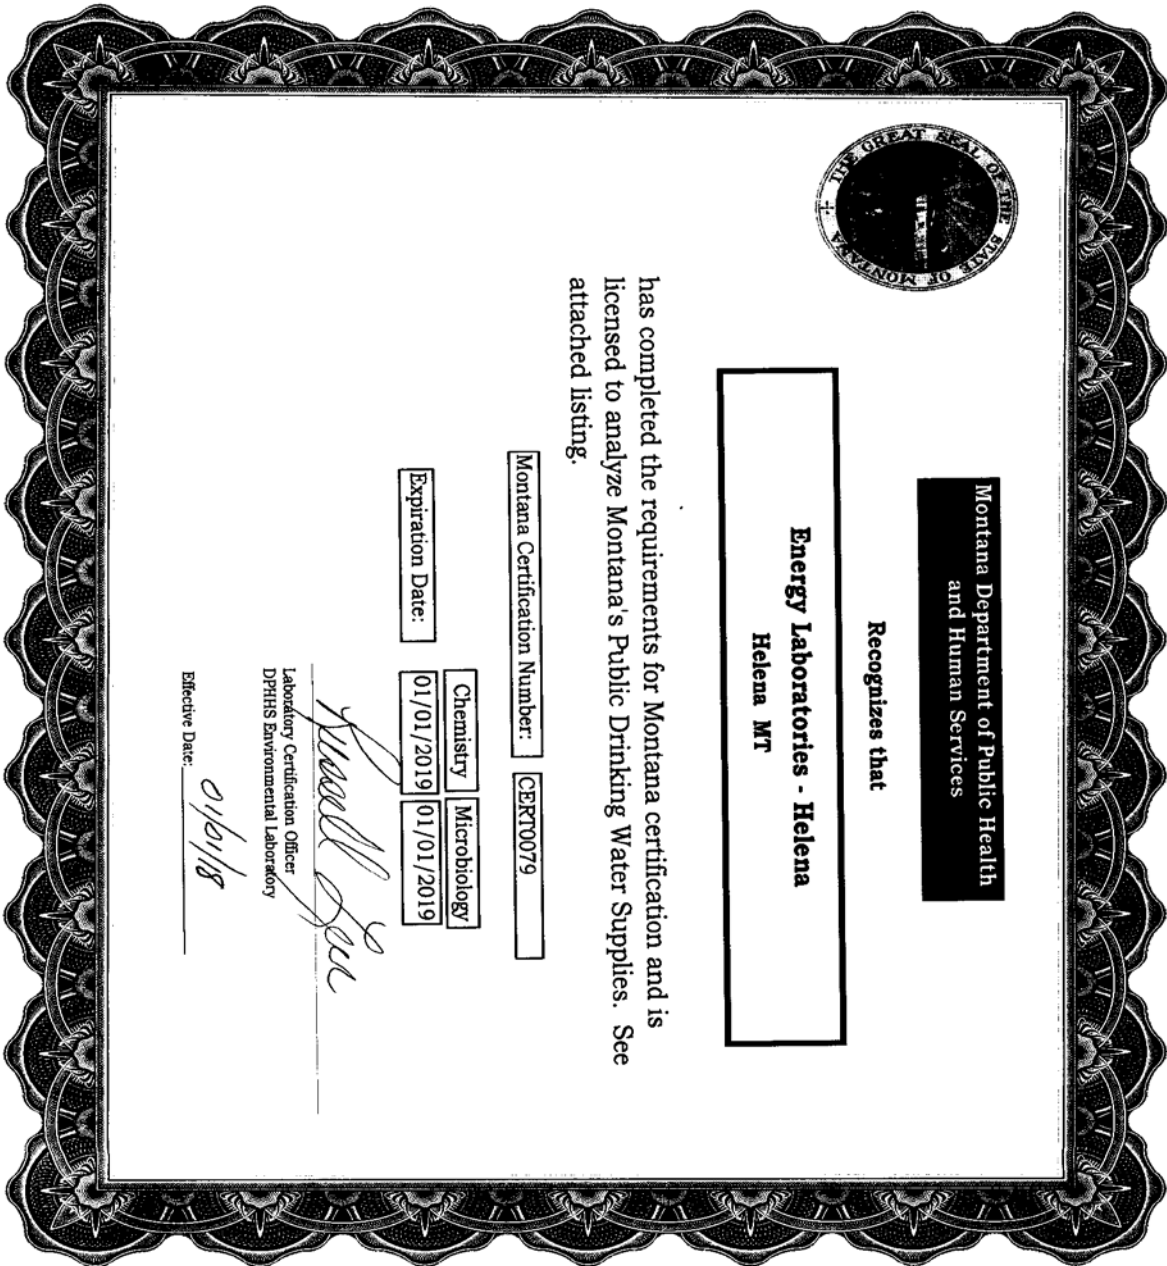 THE GREAT SEAL OF THE STATE OF MONTANA
Montana Department of Public Health
and Human Services
Recognizes that
Energy Laboratories - Helena
Helena MT
has completed the requirements for Montana certification and is
licensed to analyze Montana's Public Drinking Water Supplies. See
attached listing.
Montana Certification Number: CERT0079
Chemistry Microbiology
Expiration Date: 01/01/2019 01/01/2019
Russell
Laboratory Certification Officer
DPHHS Environmental Laboratory
Effective Date: 01/01/18